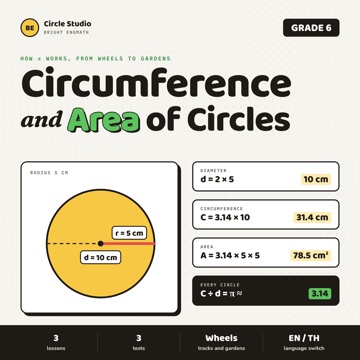 BE
Circle Studio
BRIGHT ENGMATH
GRADE 6
HOW π WORKS, FROM WHEELS TO GARDENS
Circumference
and Area of Circles
RADIUS 5 CM
r = 5 cm
d = 10 cm
DIAMETER
d = 2 × 5
10 cm
CIRCUMFERENCE
C = 3.14 × 10
31.4 cm
AREA
A = 3.14 × 5 × 5
78.5 cm²
EVERY CIRCLE
C ÷ d = π ≈
3.14
3
lessons
3
tests
Wheels
tracks and gardens
EN / TH
language switch